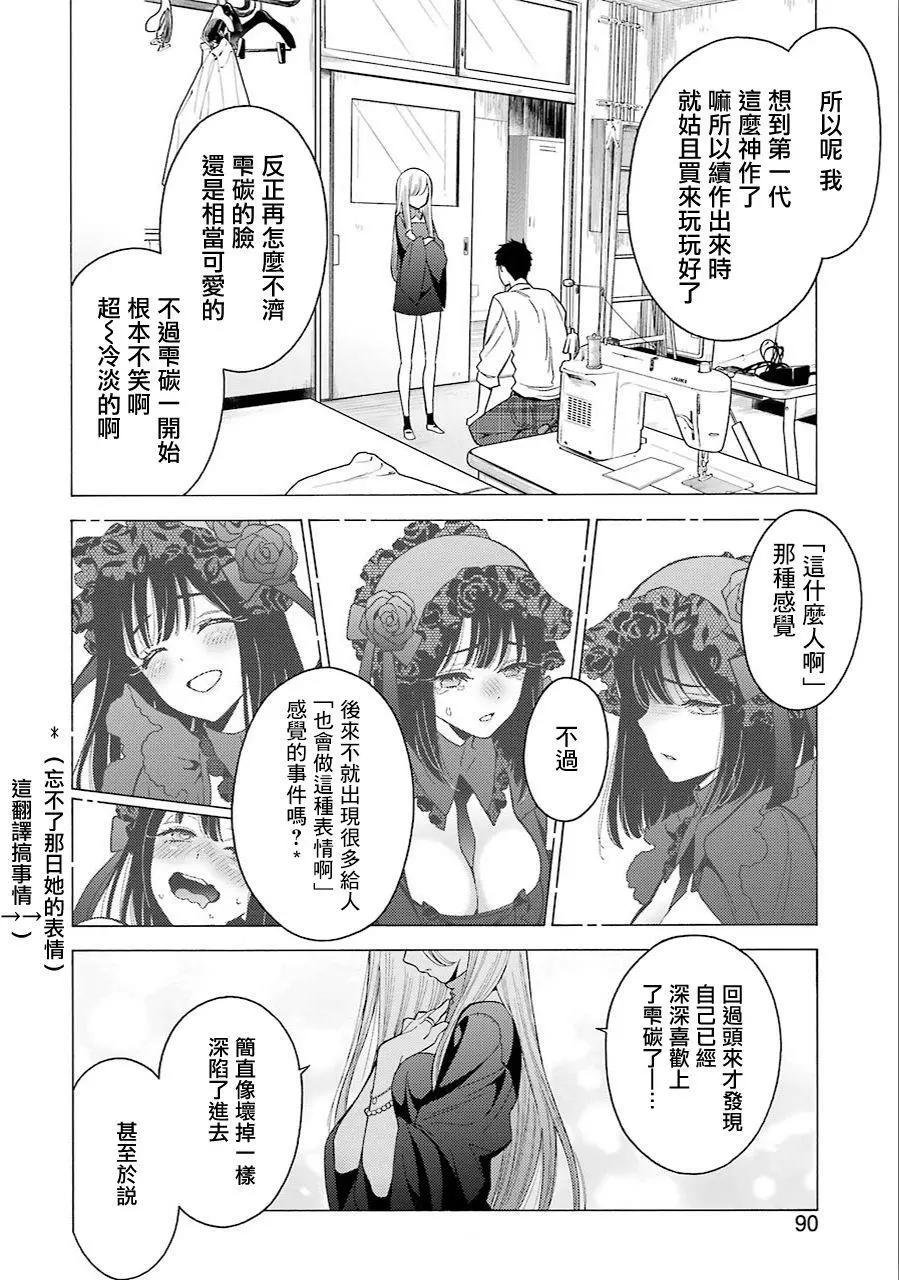 所以呢 我
想到第一代
這麼神作了
嘛所以續作出來時
就姑且買來玩玩好了
反正再怎麼不濟
雫碳的臉
還是相當可愛的
不過雫碳一開始
根本不笑啊
超～冷淡的啊
JUKI
「這什麼人啊」
那種感覺
不過
後來不就出現很多給人
「也會做這種表情啊」
感覺的事件嗎？*
*（忘不了那日她的表情）
這翻譯搞事情→→）
回過頭來才發現
自己已經
深深喜歡上
了雫碳了——……
簡直像壞掉一樣
深陷了進去
甚至於説
90